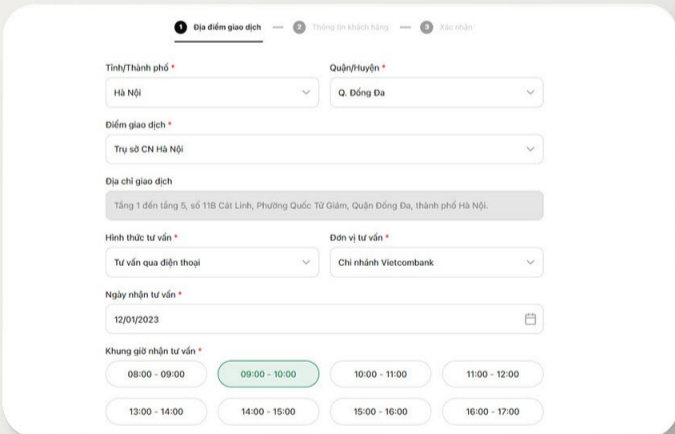 1 Địa điểm giao dịch — 2 Thông tin khách hàng — 3 Xác nhận
Tỉnh/Thành phố * Quận/Huyện *
Hà Nội Q. Đống Đa
Điểm giao dịch *
Trụ sở CN Hà Nội
Địa chỉ giao dịch
Tầng 1 đến tầng 5, số 11B Cát Linh, Phường Quốc Tử Giám, Quận Đống Đa, thành phố Hà Nội.
Hình thức tư vấn * Đơn vị tư vấn *
Tư vấn qua điện thoại Chi nhánh Vietcombank
Ngày nhận tư vấn *
12/01/2023
Khung giờ nhận tư vấn *
08:00 - 09:00 09:00 - 10:00 10:00 - 11:00 11:00 - 12:00
13:00 - 14:00 14:00 - 15:00 15:00 - 16:00 16:00 - 17:00